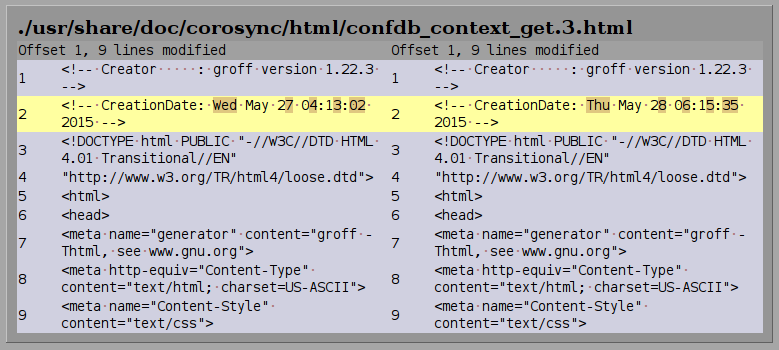 ./usr/share/doc/corosync/html/confdb_context_get.3.html
Offset 1, 9 lines modified
Offset 1, 9 lines modified
1 <!--·Creator·····:·groff·version·1.22.3·
-->
1 <!--·Creator·····:·groff·version·1.22.3·
-->
2 <!--·CreationDate:·Wed·May·27·04:13:02·
2015·-->
2 <!--·CreationDate:·Thu·May·28·06:15:35·
2015·-->
3 <!DOCTYPE·html·PUBLIC·"-//W3C//DTD·HTML·
4.01·Transitional//EN"
3 <!DOCTYPE·html·PUBLIC·"-//W3C//DTD·HTML·
4.01·Transitional//EN"
4 "http://www.w3.org/TR/html4/loose.dtd">
4 "http://www.w3.org/TR/html4/loose.dtd">
5 <html>
5 <html>
6 <head>
6 <head>
7 <meta·name="generator"·content="groff·-
Thtml,·see·www.gnu.org">
7 <meta·name="generator"·content="groff·-
Thtml,·see·www.gnu.org">
8 <meta·http-equiv="Content-Type"·
content="text/html;·charset=US-ASCII">
8 <meta·http-equiv="Content-Type"·
content="text/html;·charset=US-ASCII">
9 <meta·name="Content-Style"·
content="text/css">
9 <meta·name="Content-Style"·
content="text/css">